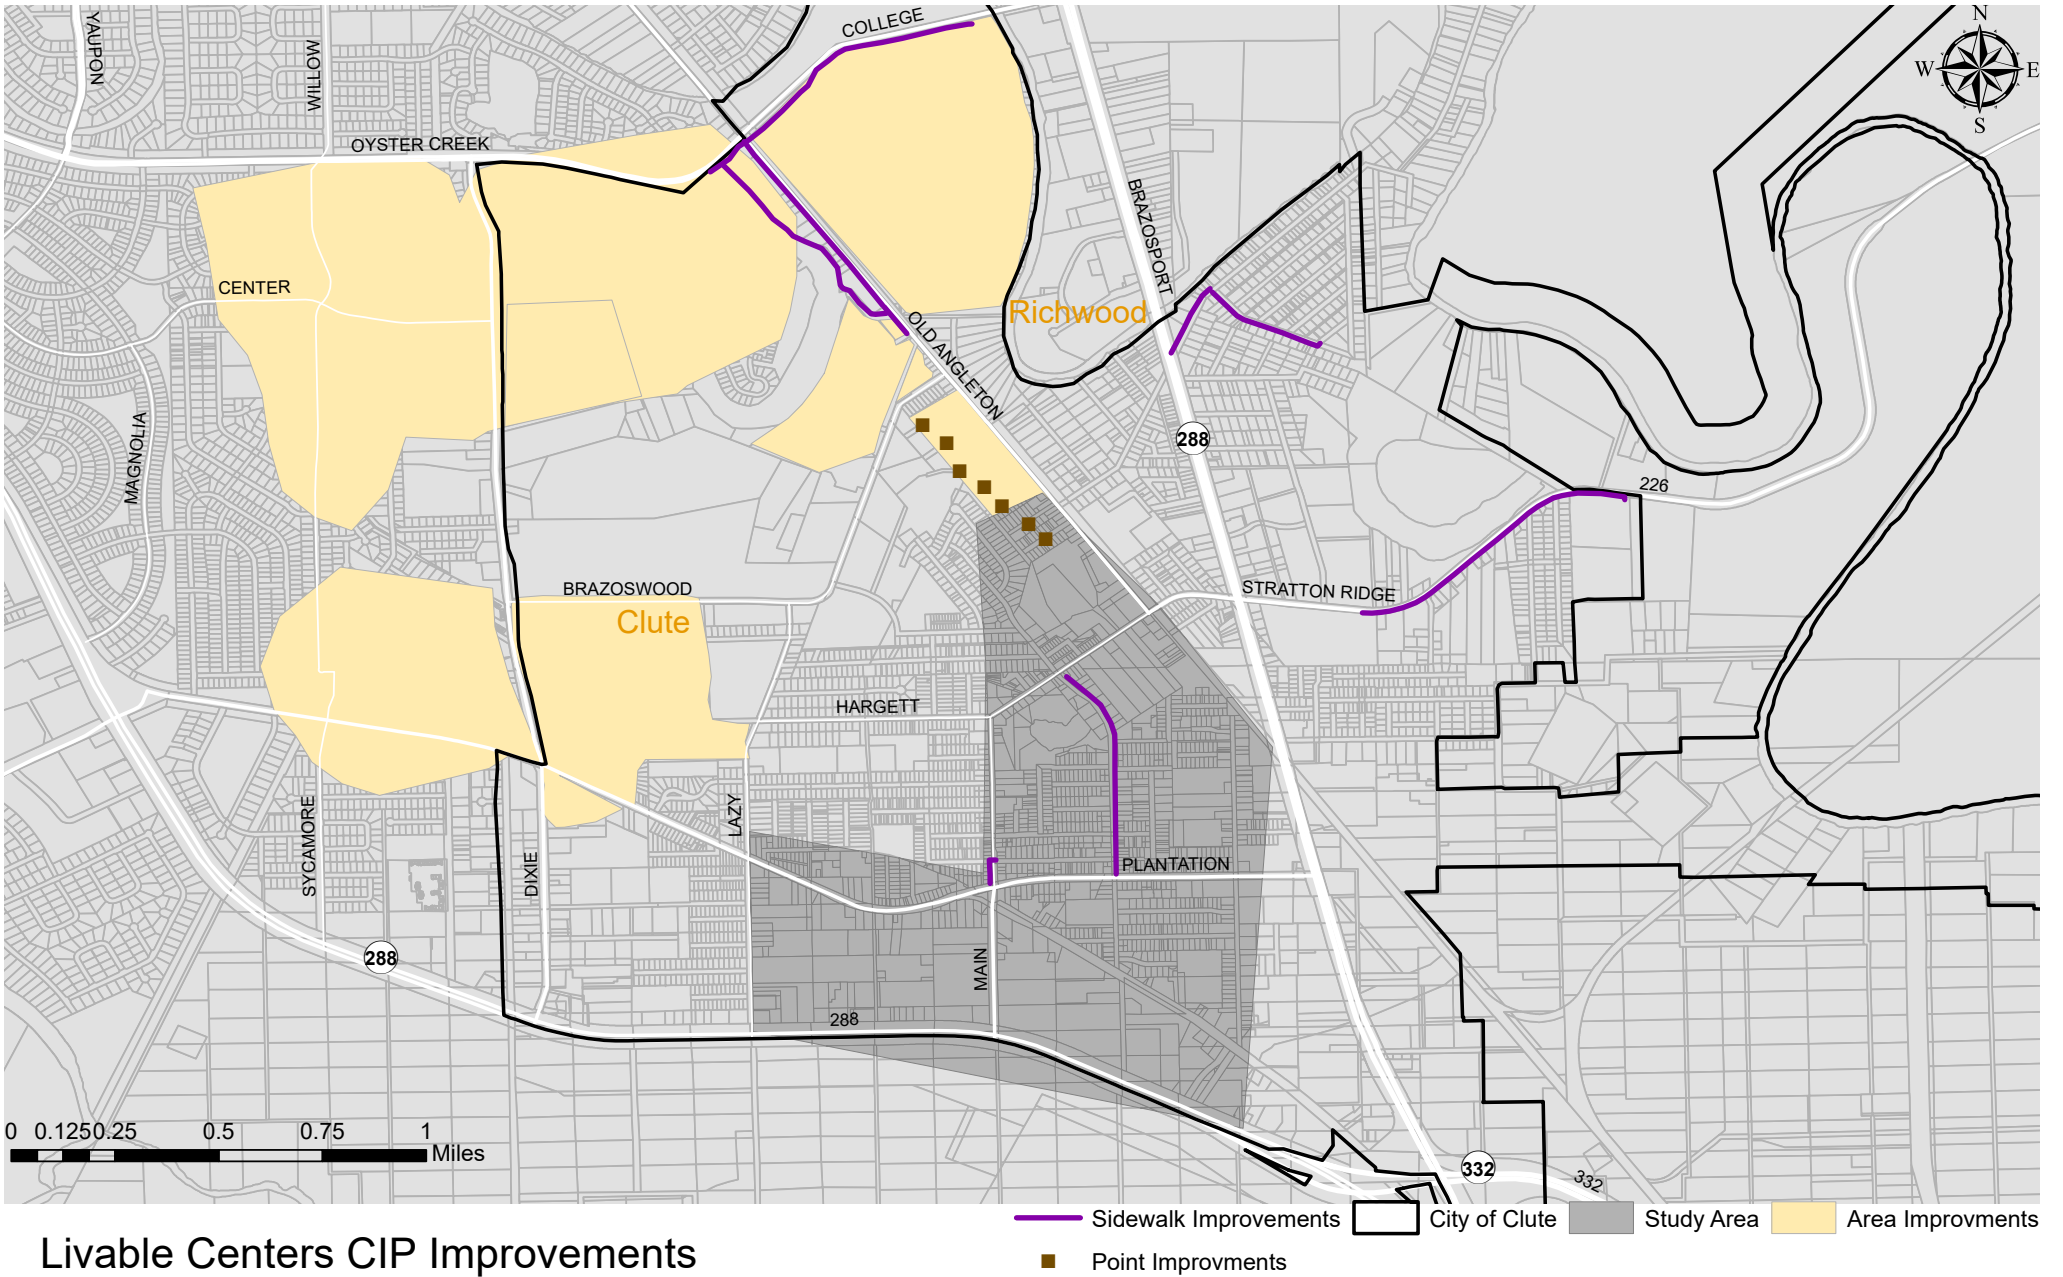 YAUPON
WILLOW
COLLEGE
N
W
E
S
OYSTER CREEK
BRAZOSPORT
CENTER
Richwood
OLD ANGLETON
MAGNOLIA
288
226
BRAZOSWOOD
STRATTON RIDGE
Clute
HARGETT
LAZY
SYCAMORE
DIXIE
PLANTATION
MAIN
288
288
0 0.1250.25 0.5 0.75 1
Miles
332
332
Sidewalk Improvements
City of Clute
Study Area
Area Improvments
Livable Centers CIP Improvements
Point Improvments